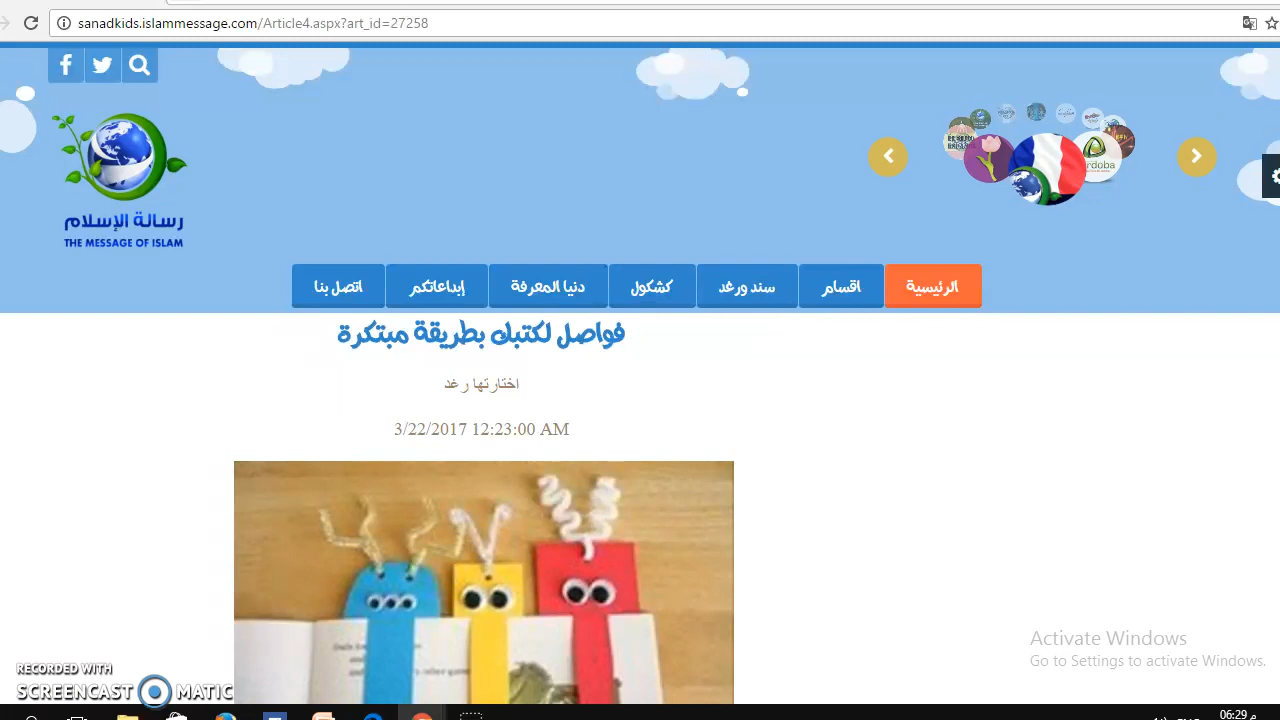 sanadkids.islammessage.com/Article4.aspx?art_id=27258
رسالة الإسلام
THE MESSAGE OF ISLAM
rdoba
الرئيسية
اقسام
سند ورغد
كشكول
دنيا المعرفة
إبداعاتكم
اتصل بنا
فواصل لكتبك بطريقة مبتكرة
اختارتها رغد
3/22/2017 12:23:00 AM
Activate Windows
Go to Settings to activate Windows.
RECORDED WITH
SCREENCAST MATIC
06:29 م